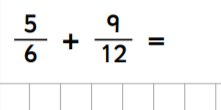 5/6 + 9/12 =